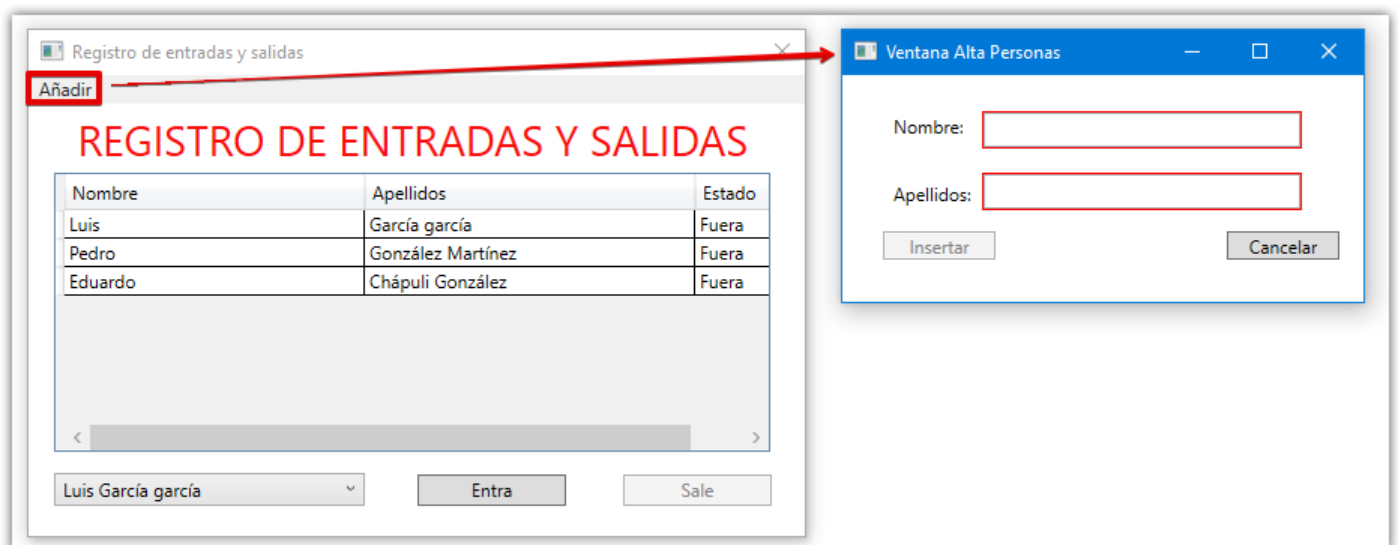 Registro de entradas y salidas
Añadir
REGISTRO DE ENTRADAS Y SALIDAS
Nombre Apellidos Estado
Luis García garcía Fuera
Pedro González Martínez Fuera
Eduardo Chápuli González Fuera
Luis García garcía Entra Sale
Ventana Alta Personas
Nombre:
Apellidos:
Insertar Cancelar